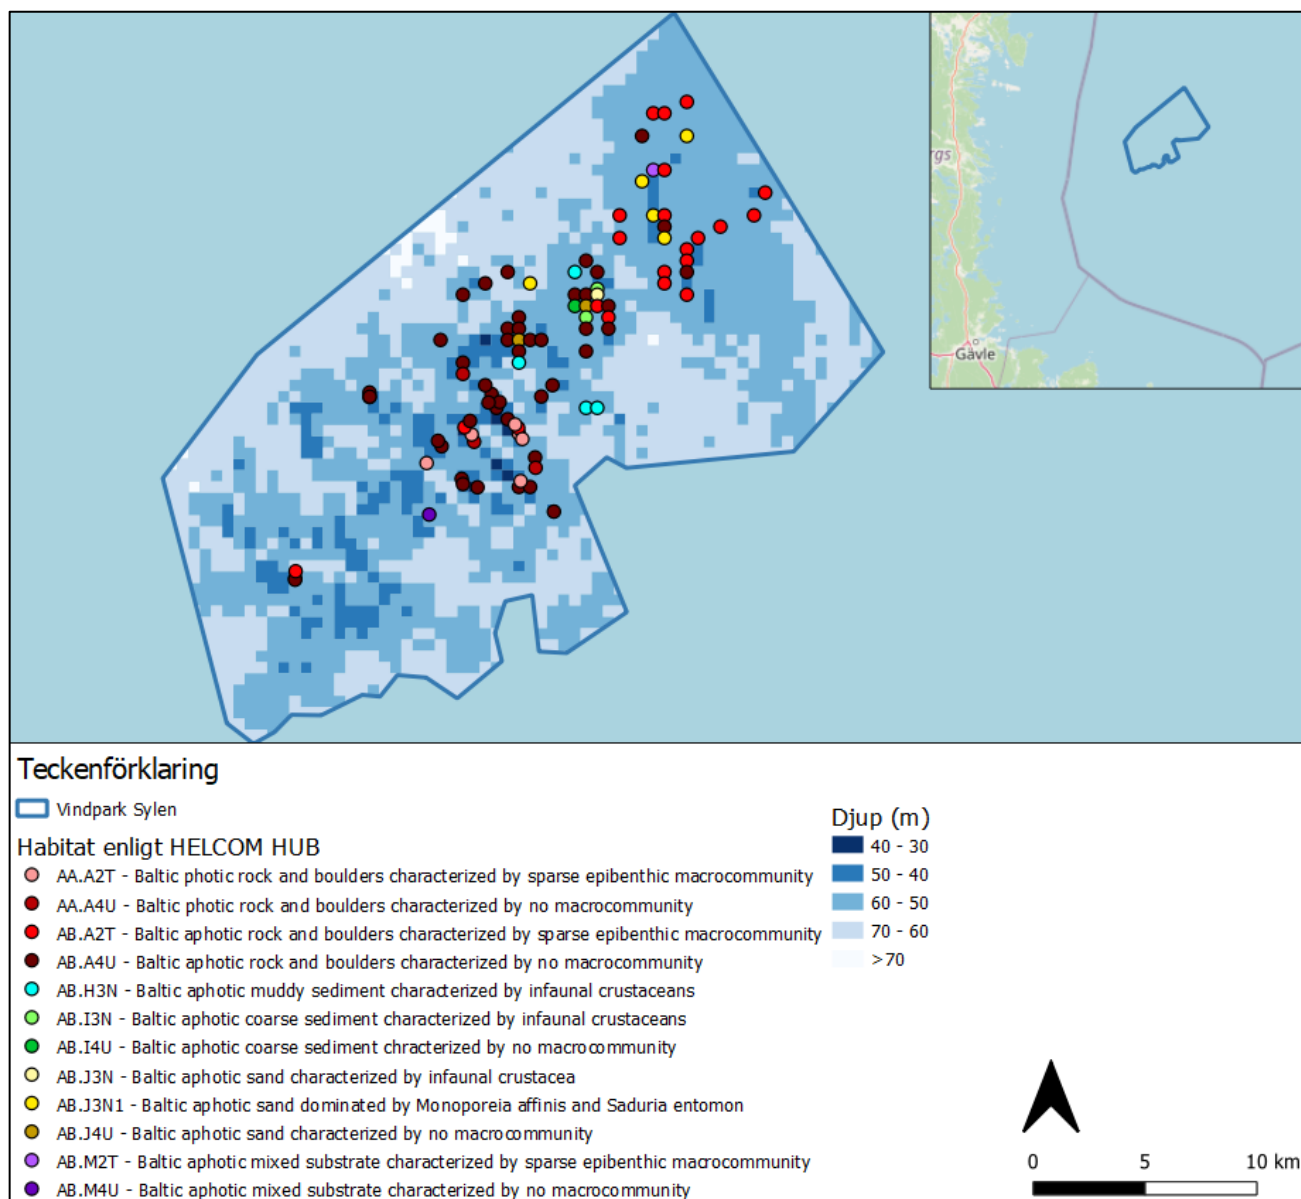 rgs
Gävle
Teckenförklaring
Vindpark Sylen
Habitat enligt HELCOM HUB
AA.A2T - Baltic photic rock and boulders characterized by sparse epibenthic macrocommunity
AA.A4U - Baltic photic rock and boulders characterized by no macrocommunity
AB.A2T - Baltic aphotic rock and boulders characterized by sparse epibenthic macrocommunity
AB.A4U - Baltic aphotic rock and boulders characterized by no macrocommunity
AB.H3N - Baltic aphotic muddy sediment characterized by infaunal crustaceans
AB.I3N - Baltic aphotic coarse sediment characterized by infaunal crustaceans
AB.I4U - Baltic aphotic coarse sediment chracterized by no macrocommunity
AB.J3N - Baltic aphotic sand characterized by infaunal crustacea
AB.J3N1 - Baltic aphotic sand dominated by Monoporeia affinis and Saduria entomon
AB.J4U - Baltic aphotic sand characterized by no macrocommunity
AB.M2T - Baltic aphotic mixed substrate characterized by sparse epibenthic macrocommunity
AB.M4U - Baltic aphotic mixed substrate characterized by no macrocommunity
Djup (m)
40 - 30
50 - 40
60 - 50
70 - 60
>70
0 5 10 km